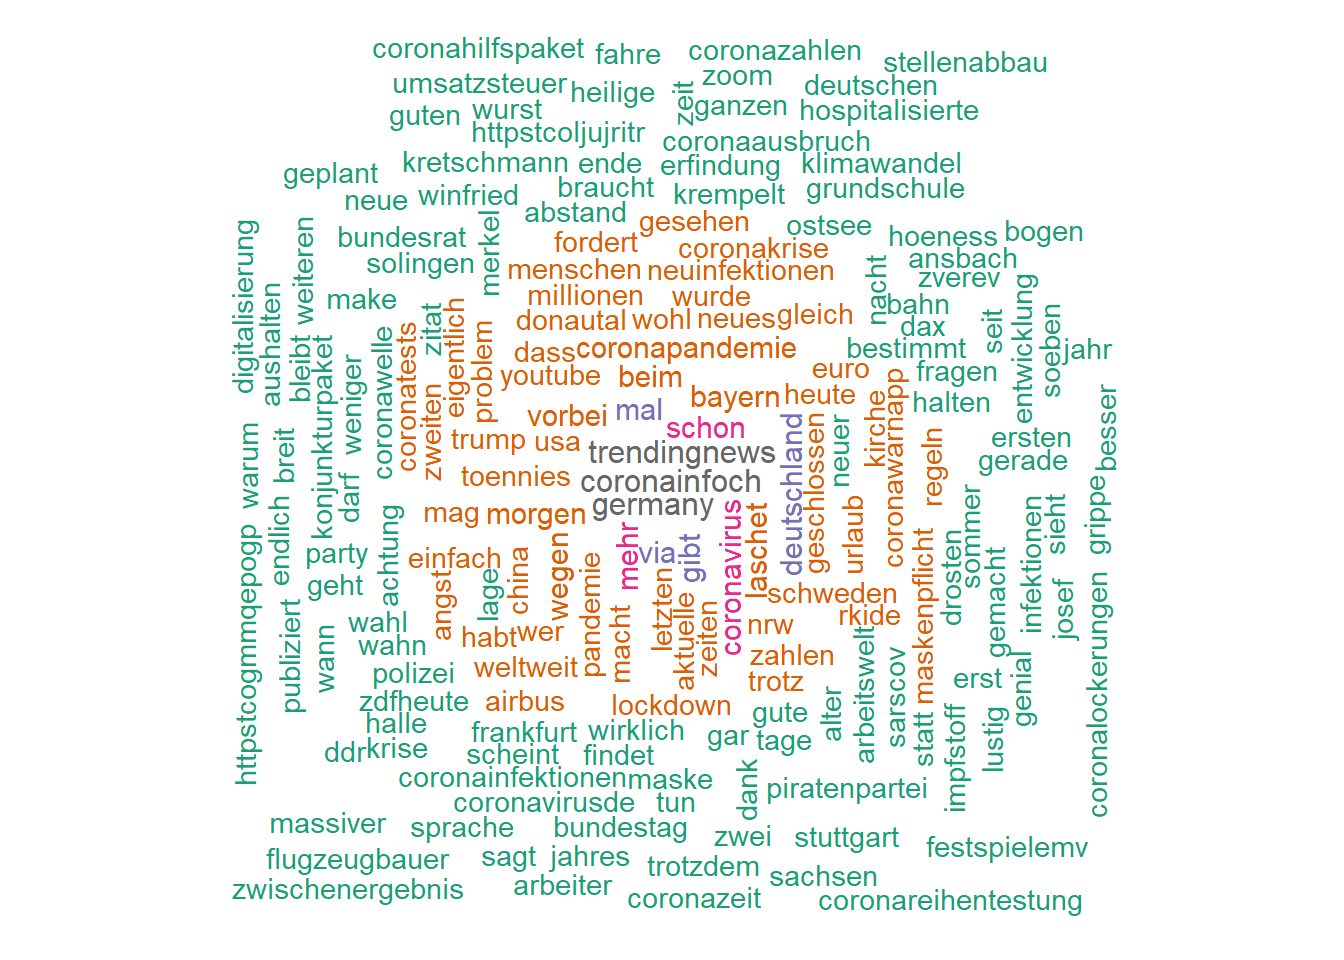 coronahilfspaket
fahre
coronazahlen
stellenabbau
umsatzsteuer
heilige
zeit
zoom
deutschen
guten
wurst
ganzen
hospitalisierte
httpstcoljujritr
coronaausbruch
kretschmann
ende
erfindung
klimawandel
geplant
neue
winfried
braucht
krempelt
grundschule
abstand
gesehen
ostsee
hoeness
bogen
bundesrat
merkel
fordert
coronakrise
ansbach
solingen
menschen
neuinfektionen
nacht
zverev
digitalisierung
aushalten
weiteren
make
millionen
wurde
bahn
entwicklung
bleibt
zitat
donautal
wohl
neues
gleich
dax
seit
soeben
jahr
konjunkturpaket
weniger
coronawelle
coronatests
eigentlich
problem
dass
coronapandemie
bestimmt
youtube
beim
euro
fragen
zweiten
bayern
heute
kirche
coronawarnapp
halten
besser
vorbei
mal
schon
warum
breit
trump
usa
trendingnews
deutschland
geschlossen
neuer
regeln
ersten
gerade
toennies
coronainfoch
darf
mag
morgen
germany
endlich
achtung
party
einfach
mehr
via
gibt
coronavirus
laschet
urlaub
maskenpflicht
drosten
sommer
infektionen
sieht
grippe
geht
lage
china
wegen
pandemie
letzten
schweden
gemacht
josef
httpstcogmmqepogp
publiziert
wann
wahl
angst
habt
wer
macht
aktuelle
zeiten
nrw
rkide
wahn
polizei
weltweit
zahlen
arbeitswelt
sarscov
statt
erst
genial
coronalockerungen
zdfheute
airbus
lockdown
trotz
halle
gute
alter
impfstoff
lustig
ddr
krise
frankfurt
wirklich
gar
tage
scheint
findet
coronainfektionen
maske
dank
piratenpartei
coronavirusde
tun
massiver
sprache
bundestag
zwei
stuttgart
festspielemv
flugzeugbauer
sagt
jahres
trotzdem
sachsen
zwischenergebnis
arbeiter
coronazeit
coronareihentestung